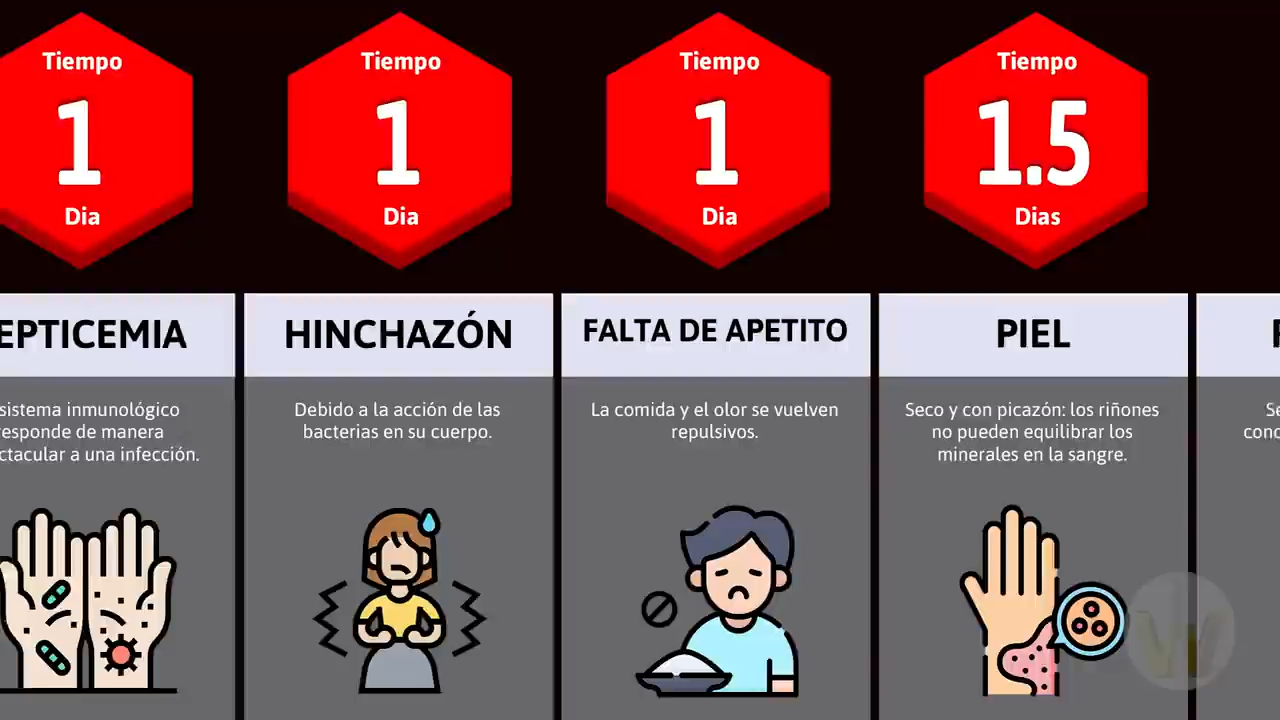 Tiempo
1
Dia
EPTICEMIA
sistema inmunológico
responde de manera
ctacular a una infección.
Tiempo
1
Dia
HINCHAZÓN
Debido a la acción de las
bacterias en su cuerpo.
Tiempo
1
Dia
FALTA DE APETITO
La comida y el olor se vuelven
repulsivos.
Tiempo
1.5
Dias
PIEL
Seco y con picazón: los riñones
no pueden equilibrar los
minerales en la sangre.